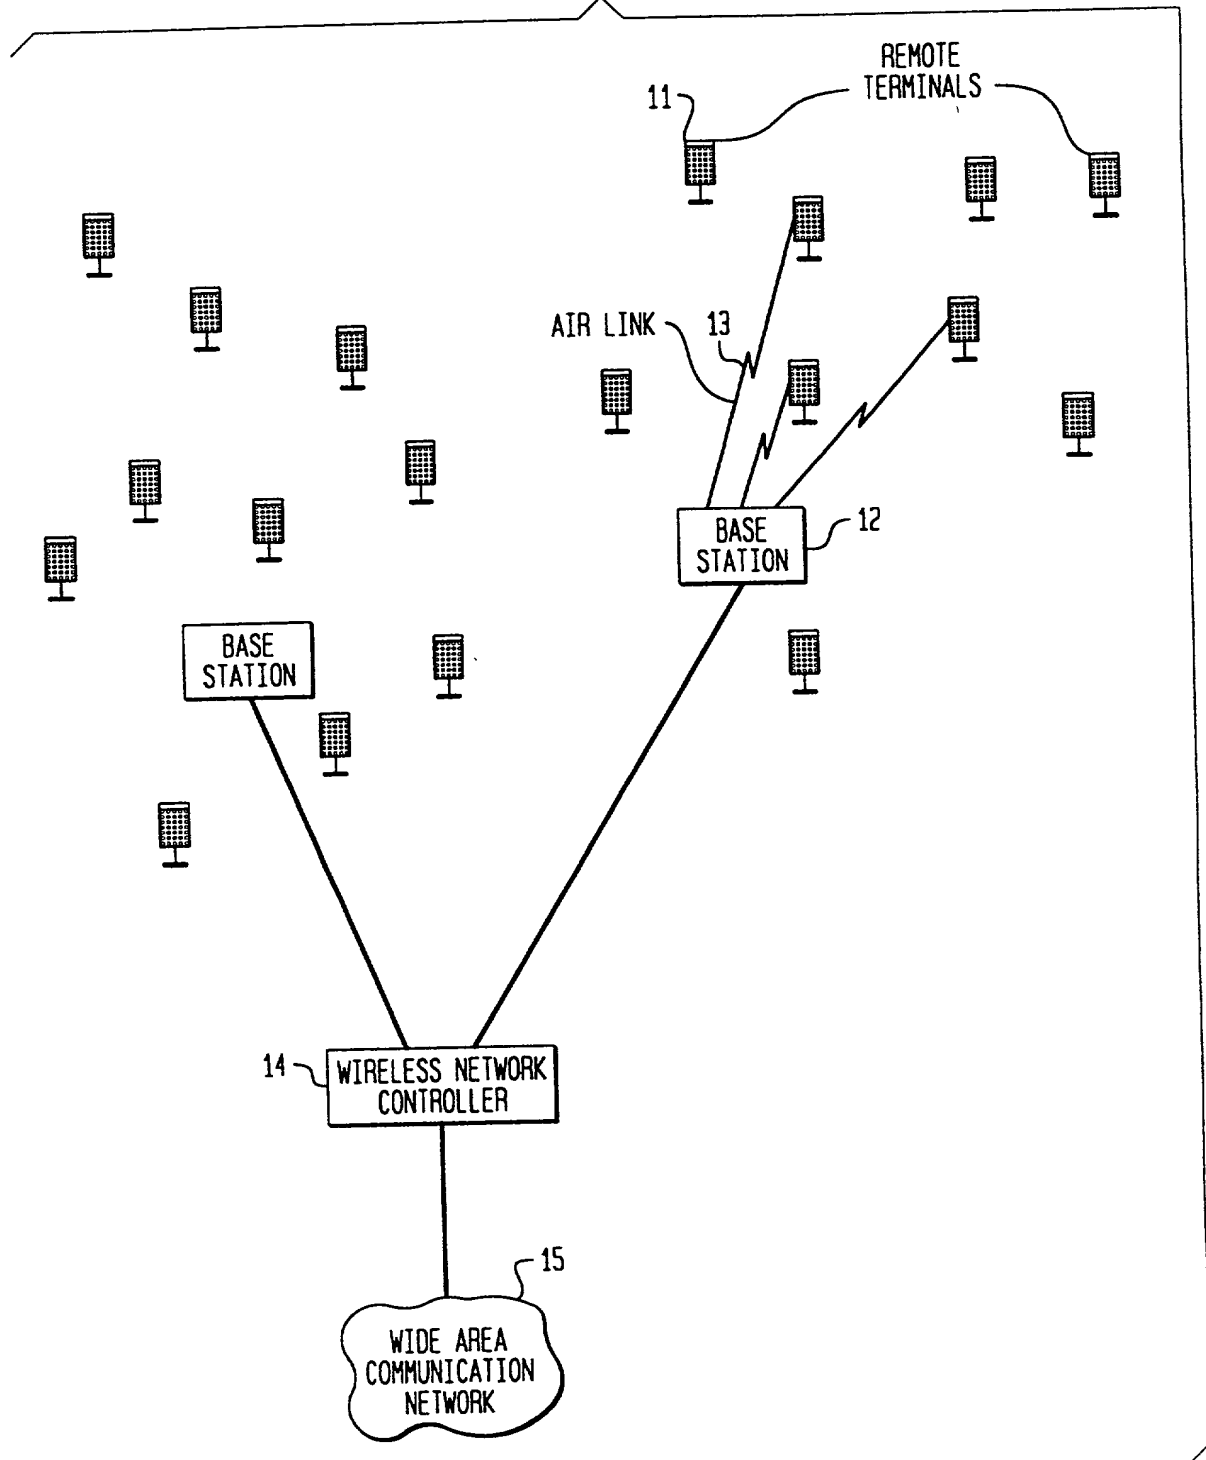 REMOTE
TERMINALS
11
AIR LINK
13
BASE
STATION
12
BASE
STATION
14
WIRELESS NETWORK
CONTROLLER
15
WIDE AREA
COMMUNICATION
NETWORK